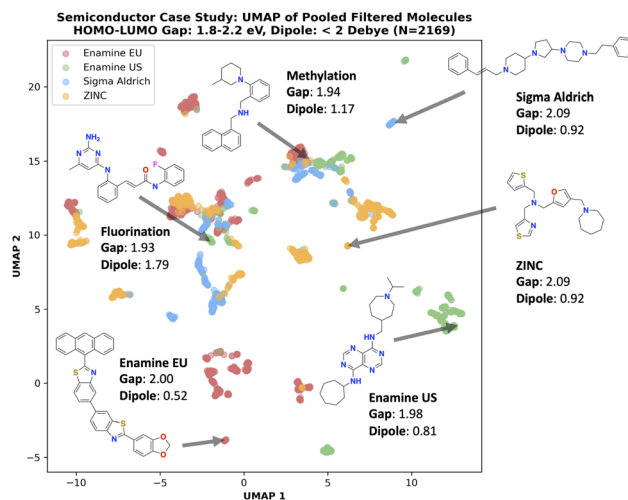 Semiconductor Case Study: UMAP of Pooled Filtered Molecules
HOMO-LUMO Gap: 1.8-2.2 eV, Dipole: < 2 Debye (N=2169)
Enamine EU
Enamine US
Sigma Aldrich
ZINC
Methylation
Gap: 1.94
Dipole: 1.17
Sigma Aldrich
Gap: 2.09
Dipole: 0.92
Fluorination
Gap: 1.93
Dipole: 1.79
ZINC
Gap: 2.09
Dipole: 0.92
Enamine EU
Gap: 2.00
Dipole: 0.52
Enamine US
Gap: 1.98
Dipole: 0.81
NH₂
N
N
N
H
O
F
N
H
N
NH
N
N
N
N
S
O
N
N
S
N
N
NH
N
N
N
N
NH
N
S
S
N
O
O
20
15
10
5
0
−5
UMAP 2
−10
−5
0
5
10
UMAP 1